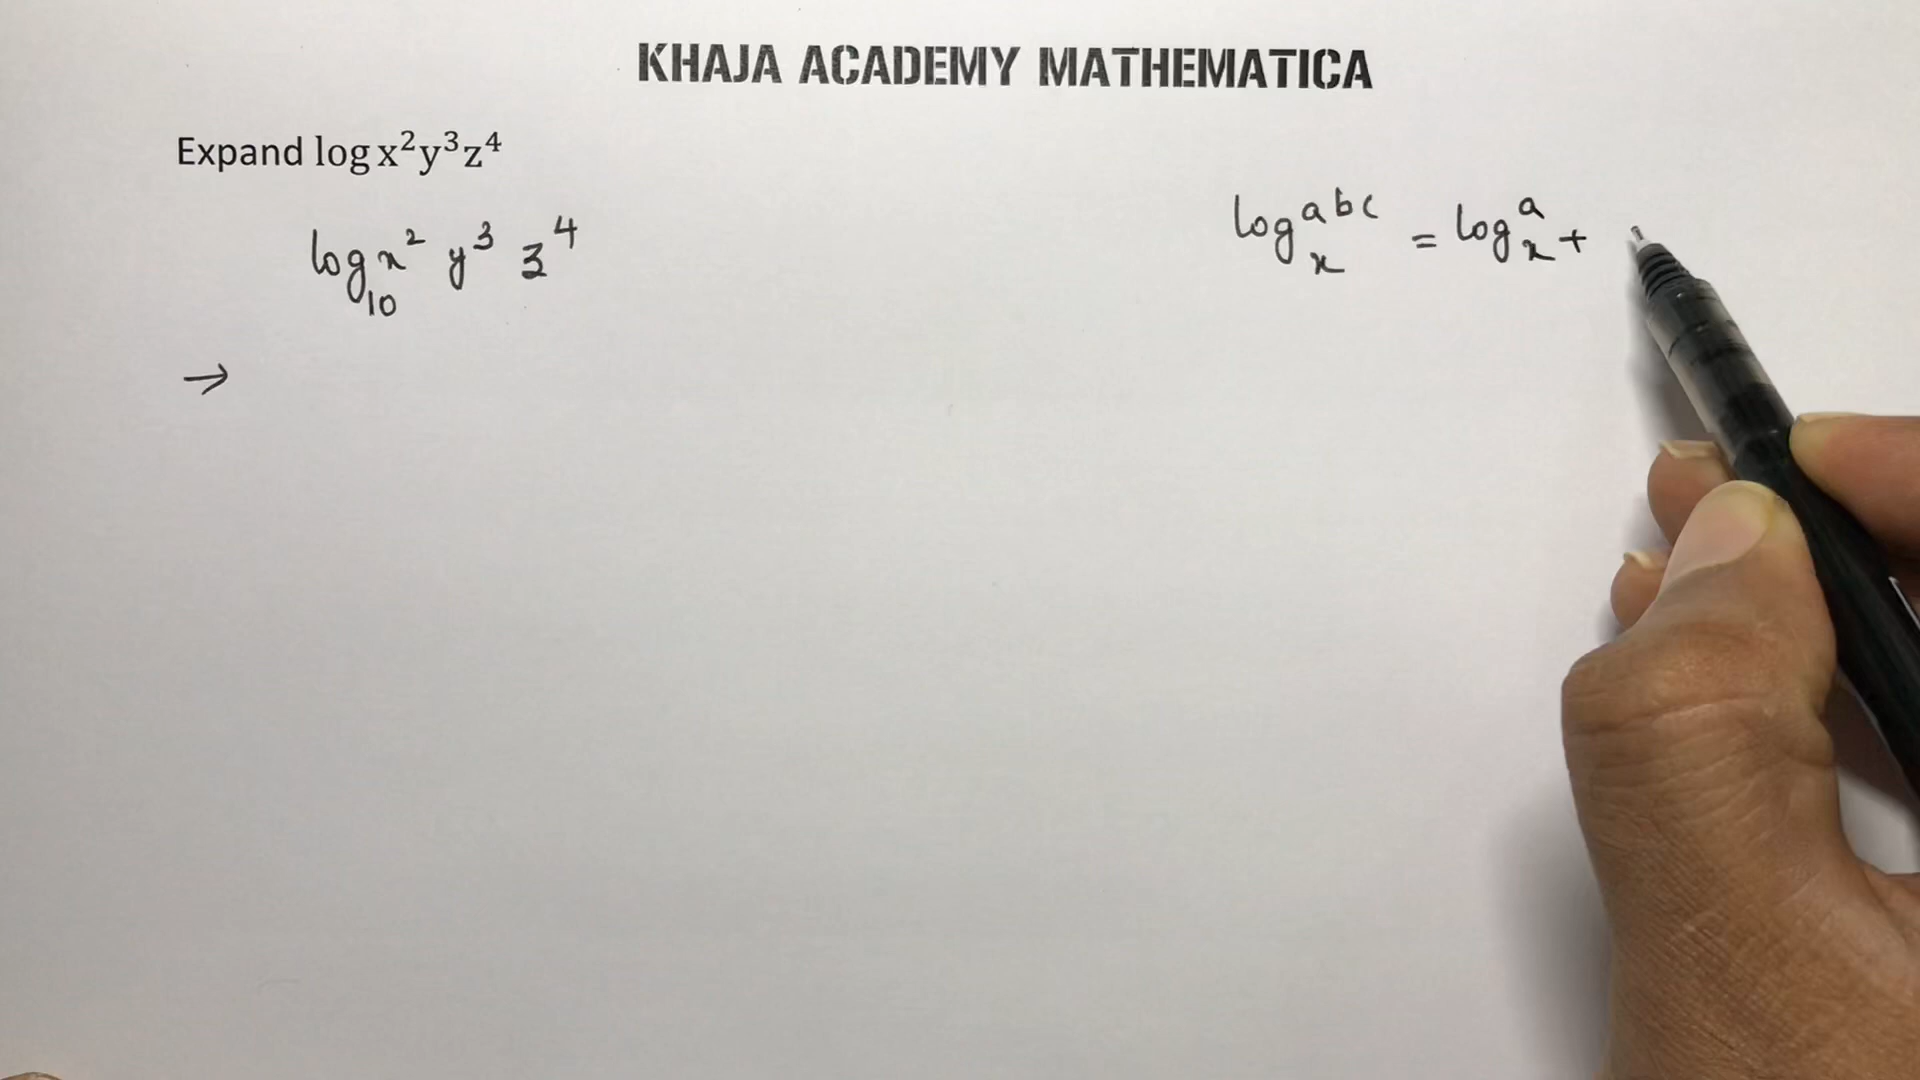 KHAJA ACADEMY MATHEMATICA
Expand log x²y³z⁴
log₁₀ x² y³ z⁴
logₓ abc = logₓ a +
→